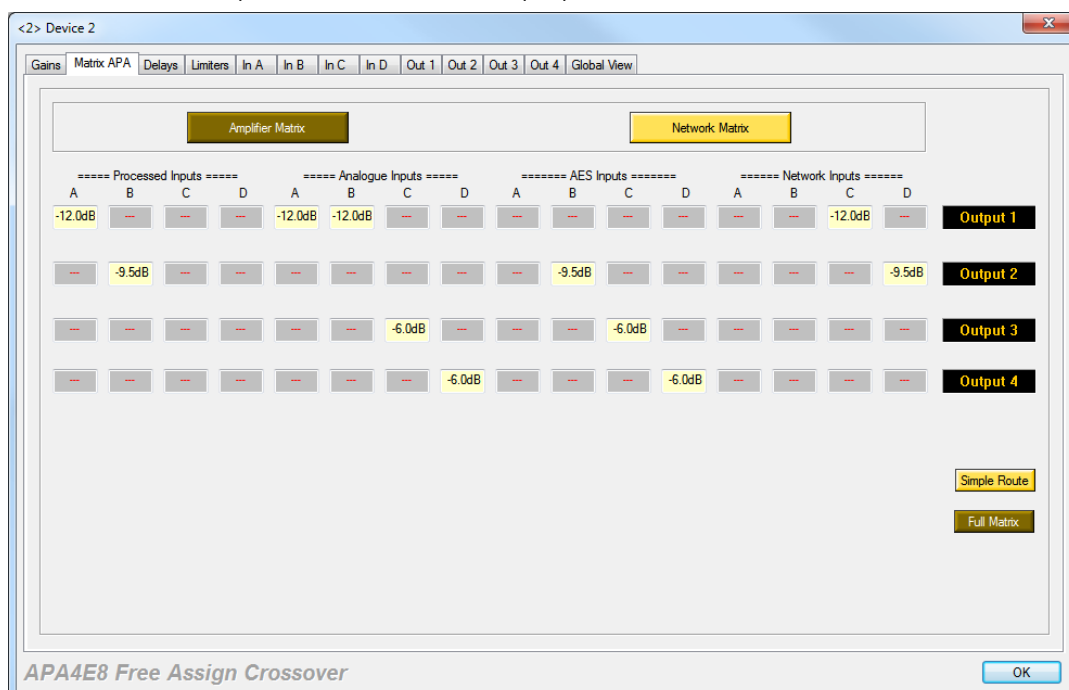 <2> Device 2
x
Gains Matrix APA Delays Limiters In A In B In C In D Out 1 Out 2 Out 3 Out 4 Global View
Amplifier Matrix Network Matrix
===== Processed Inputs ===== ===== Analogue Inputs ===== ======= AES Inputs ======= ====== Network Inputs ======
A B C D A B C D A B C D A B C D
-12.0dB --- --- --- -12.0dB -12.0dB --- --- --- --- --- --- --- --- -12.0dB --- Output 1
--- -9.5dB --- --- --- --- --- --- --- -9.5dB --- --- --- --- --- -9.5dB Output 2
--- --- --- --- --- --- -6.0dB --- --- --- -6.0dB --- --- --- --- --- Output 3
--- --- --- --- --- --- --- -6.0dB --- --- --- -6.0dB --- --- --- --- Output 4
Simple Route
Full Matrix
APA4E8 Free Assign Crossover
OK